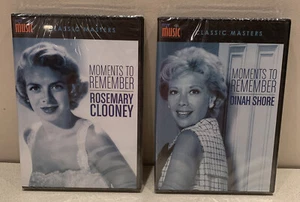 music CLASSIC MASTERS
MOMENTS TO
REMEMBER
ROSEMARY
CLOONEY
music CLASSIC MASTERS
MOMENTS TO
REMEMBER
DINAH SHORE